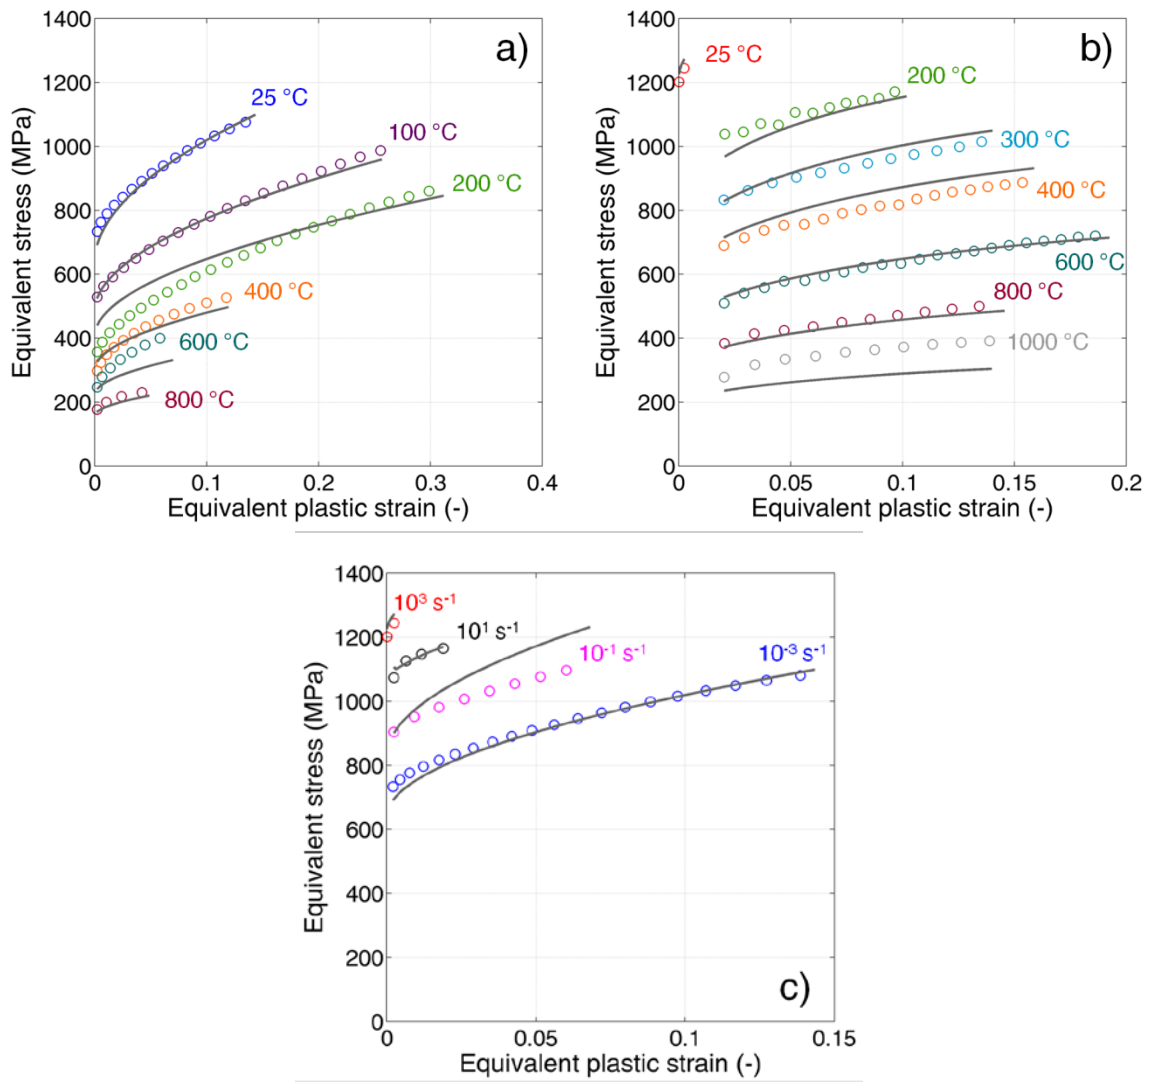 1400
1200
1000
800
600
400
200
0
0
0.1
0.2
0.3
0.4
Equivalent stress (MPa)
Equivalent plastic strain (-)
a)
25 °C
100 °C
200 °C
400 °C
600 °C
800 °C
1400
1200
1000
800
600
400
200
0
0
0.05
0.1
0.15
0.2
Equivalent stress (MPa)
Equivalent plastic strain (-)
b)
25 °C
200 °C
300 °C
400 °C
600 °C
800 °C
1000 °C
1400
1200
1000
800
600
400
200
0
0
0.05
0.1
0.15
Equivalent stress (MPa)
Equivalent plastic strain (-)
10³ s⁻¹
10¹ s⁻¹
10⁻¹ s⁻¹
10⁻³ s⁻¹
c)